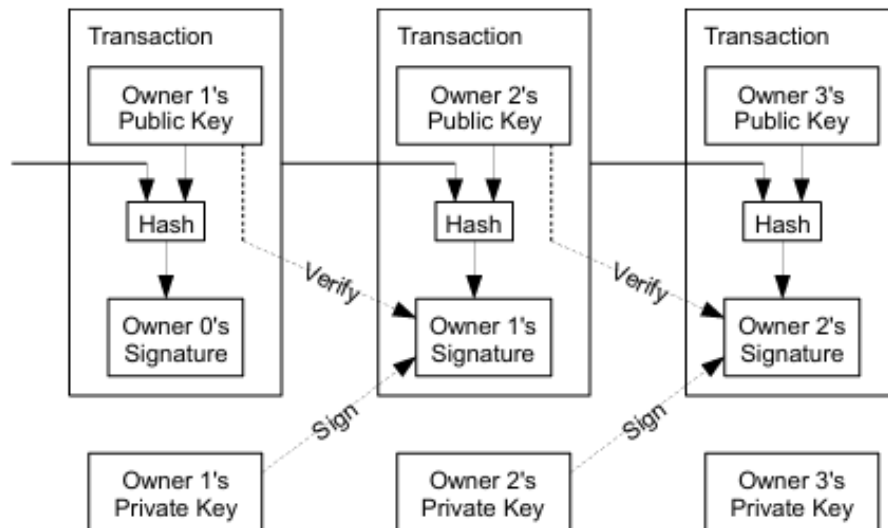 Transaction
Transaction
Transaction
Owner 1's
Public Key
Owner 2's
Public Key
Owner 3's
Public Key
Hash
Hash
Hash
Verify
Verify
Owner 0's
Signature
Owner 1's
Signature
Owner 2's
Signature
Sign
Sign
Owner 1's
Private Key
Owner 2's
Private Key
Owner 3's
Private Key